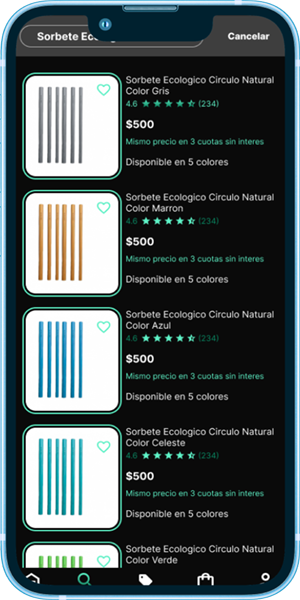 Sorbete
Cancelar
Sorbete Ecologico Circulo Natural
Color Gris
4.6 (234)
$500
Mismo precio en 3 cuotas sin interes
Disponible en 5 colores
Sorbete Ecologico Circulo Natural
Color Marron
4.6 (234)
$500
Mismo precio en 3 cuotas sin interes
Disponible en 5 colores
Sorbete Ecologico Circulo Natural
Color Azul
4.6 (234)
$500
Mismo precio en 3 cuotas sin interes
Disponible en 5 colores
Sorbete Ecologico Circulo Natural
Color Celeste
4.6 (234)
$500
Mismo precio en 3 cuotas sin interes
Disponible en 5 colores
Sorbete Ecologico Circulo Natural
Color Verde